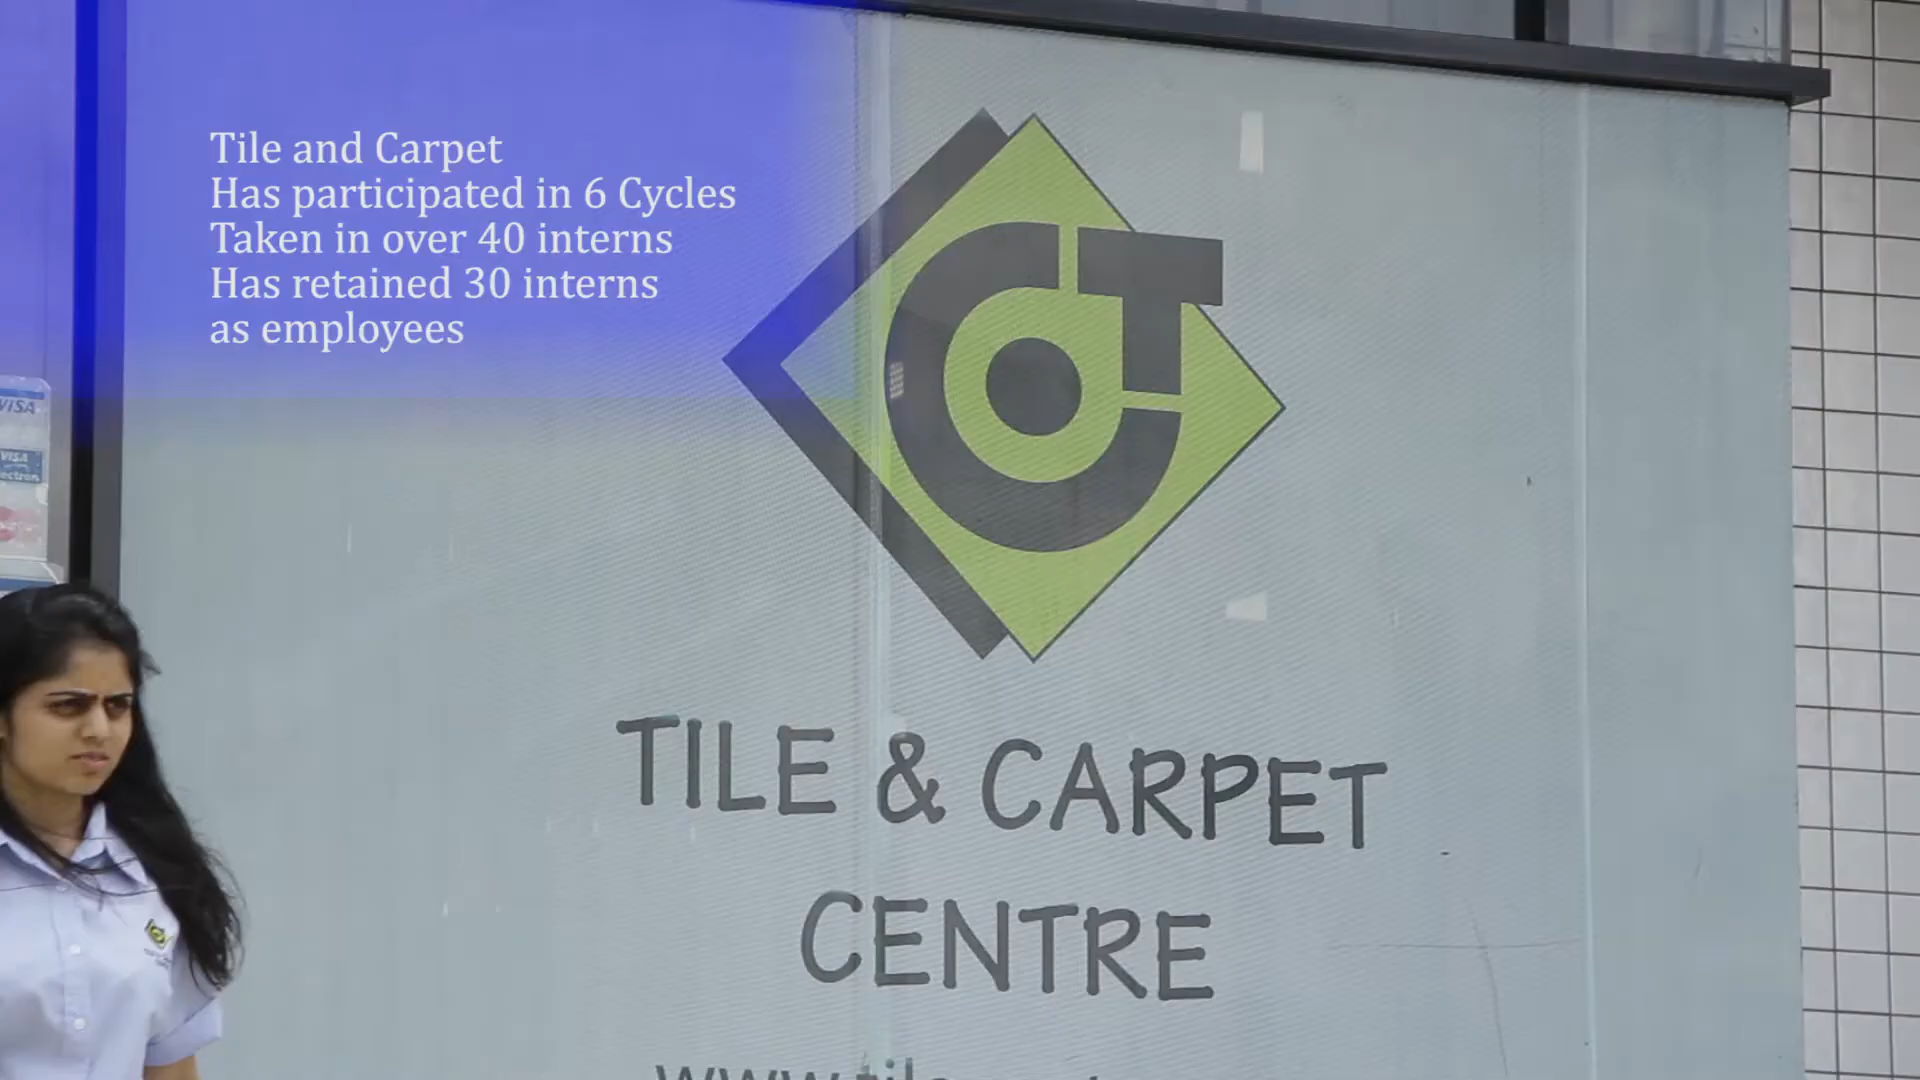 Tile and Carpet
Has participated in 6 Cycles
Taken in over 40 interns
Has retained 30 interns
as employees
VISA
VISA
CT
TILE & CARPET
CENTRE